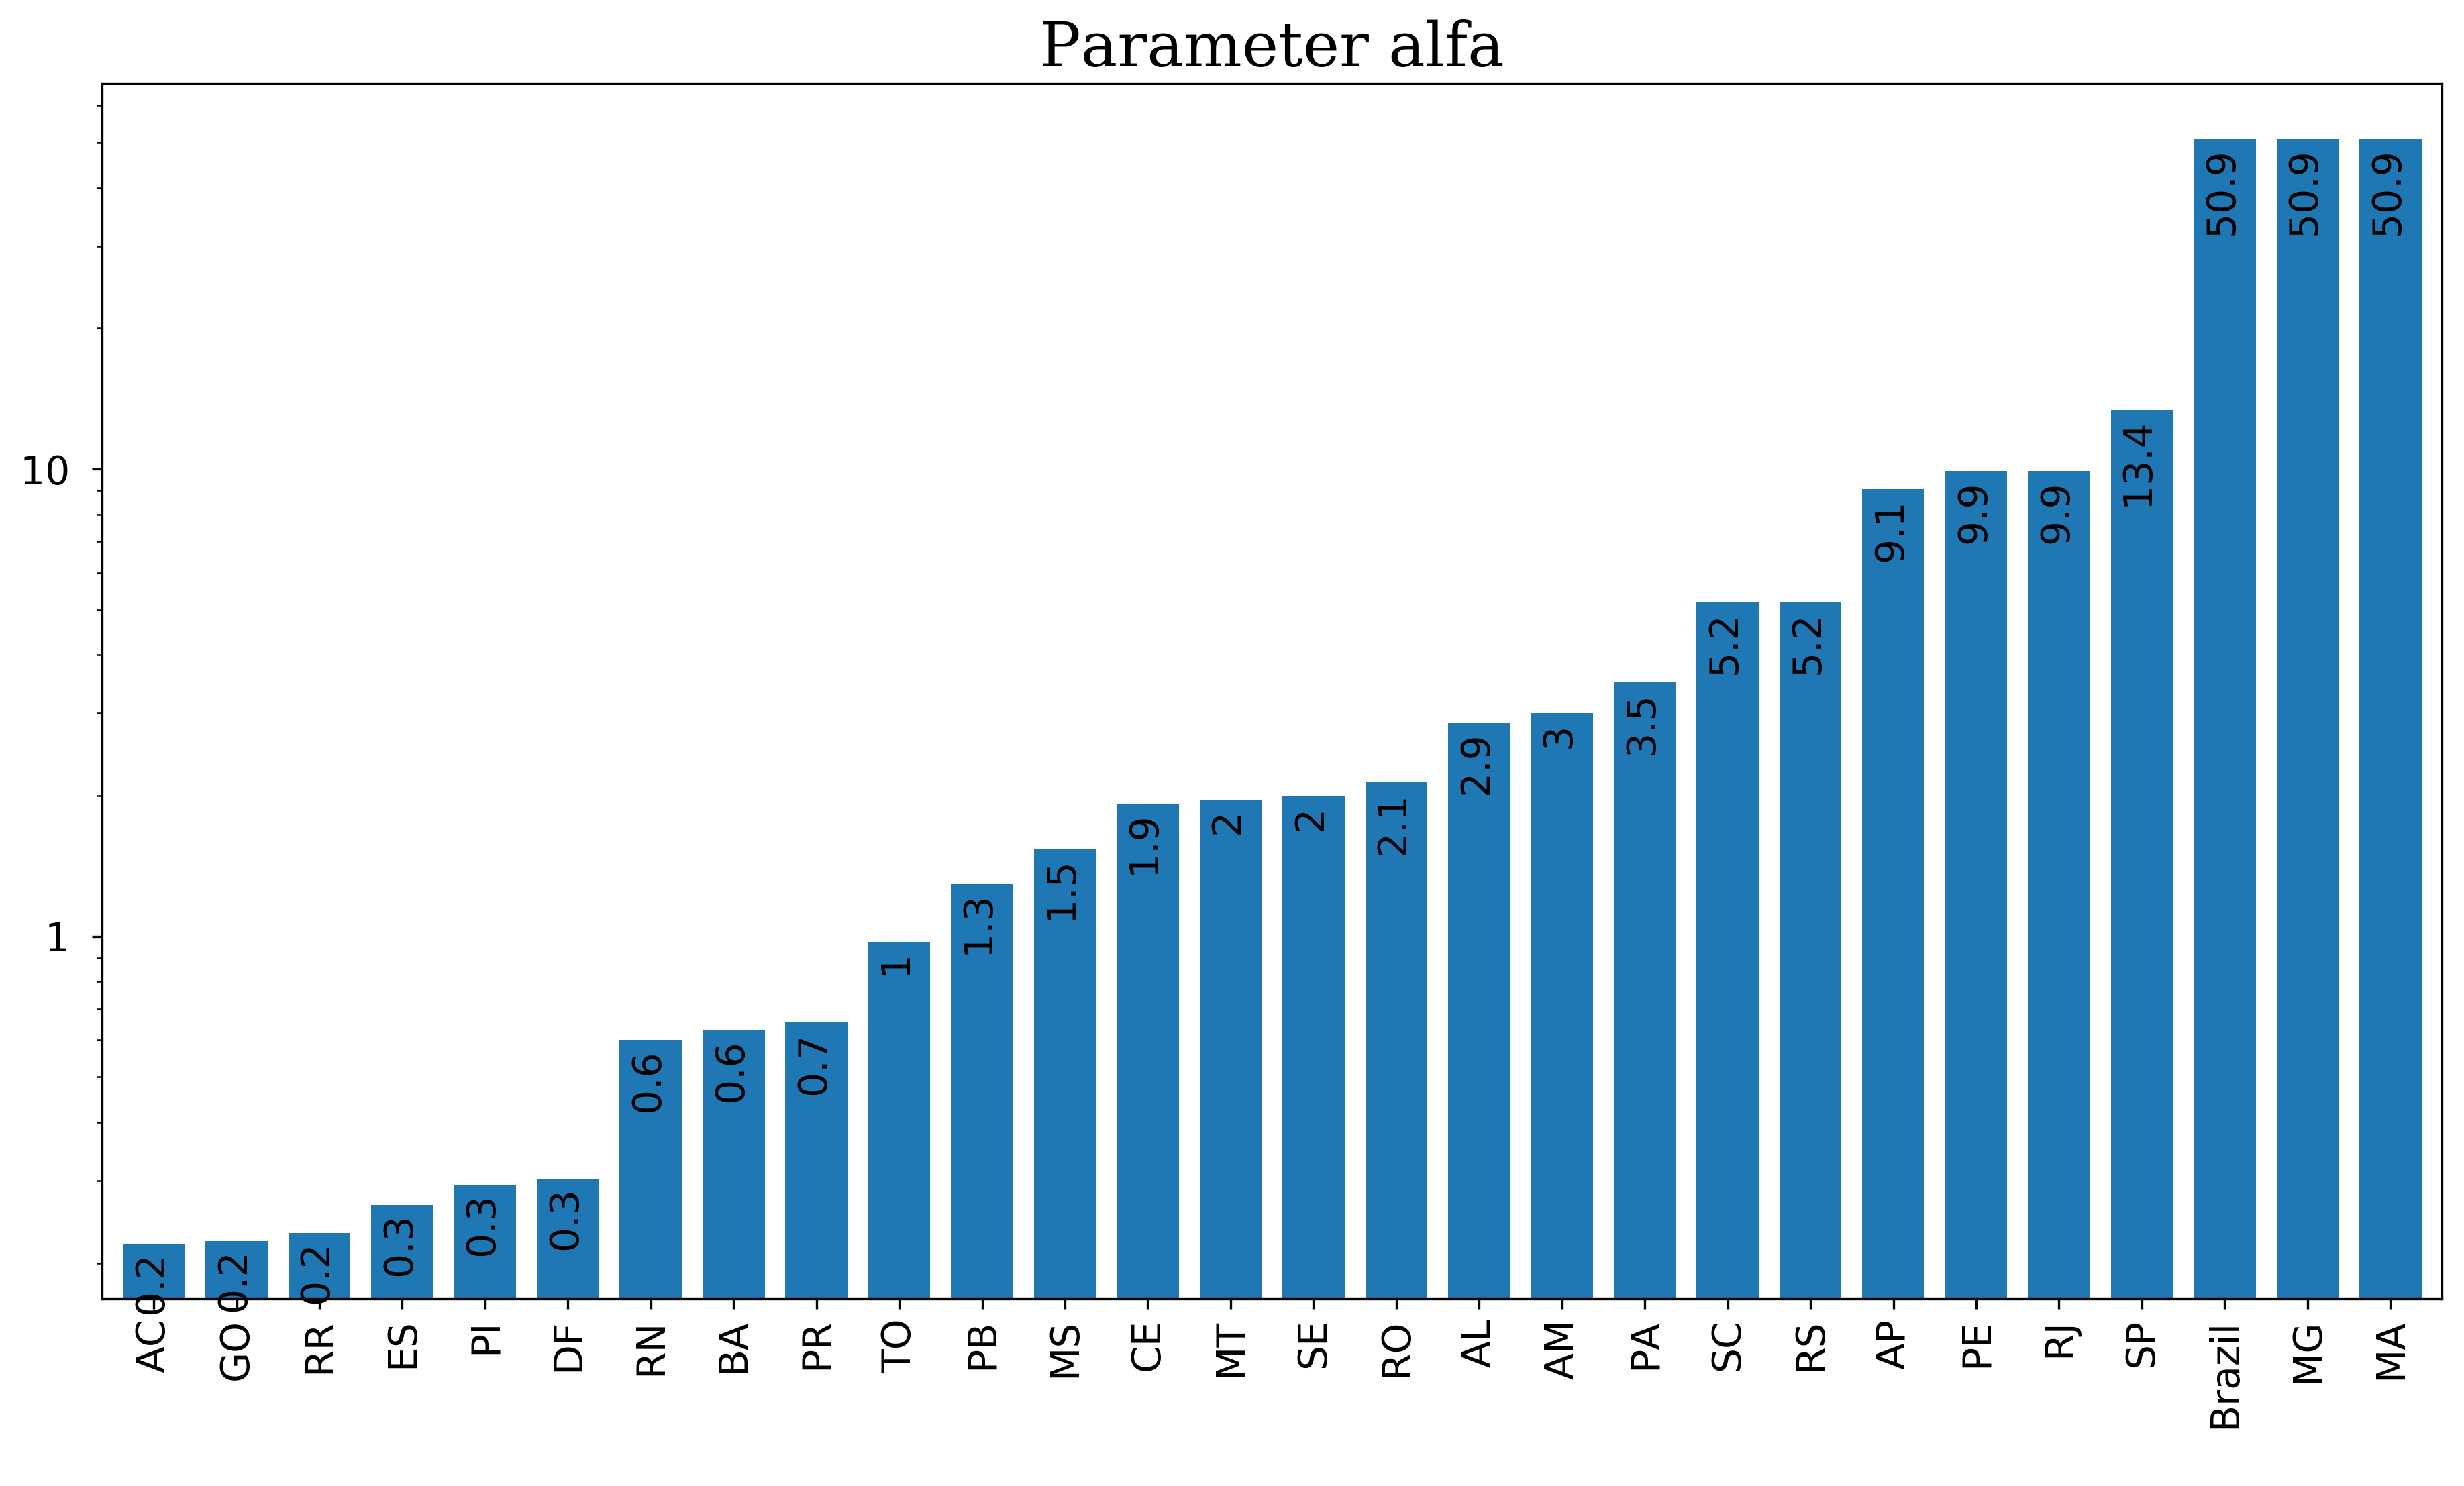 Parameter alfa
10
1
0.2
0.2
0.2
0.3
0.3
0.3
0.6
0.6
0.7
1
1.3
1.5
1.9
2
2
2.1
2.9
3
3.5
5.2
5.2
9.1
9.9
9.9
13.4
50.9
50.9
50.9
AC
GO
RR
ES
PI
DF
RN
BA
PR
TO
PB
MS
CE
MT
SE
RO
AL
AM
PA
SC
RS
AP
PE
RJ
SP
Brazil
MG
MA